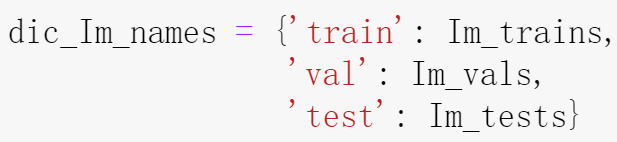 dic_Im_names = {'train': Im_trains,
'val': Im_vals,
'test': Im_tests}